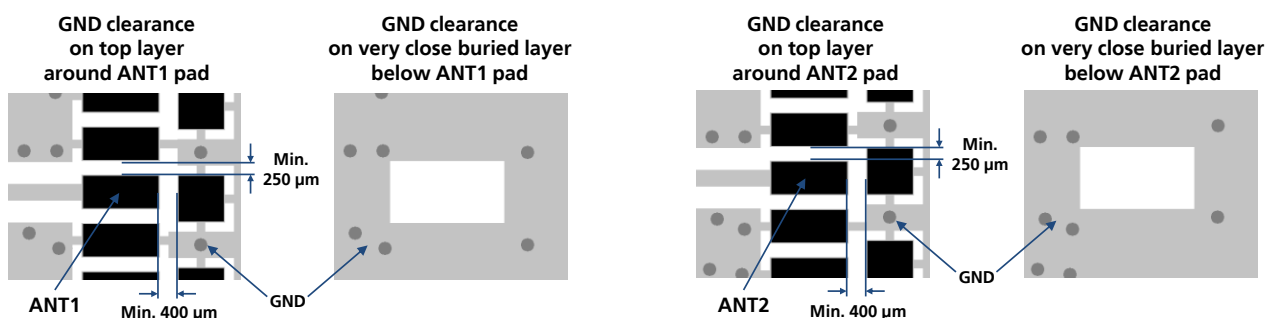 GND clearance
on top layer
around ANT1 pad
GND clearance
on very close buried layer
below ANT1 pad
Min.
250 µm
ANT1
Min. 400 µm
GND
GND clearance
on top layer
around ANT2 pad
GND clearance
on very close buried layer
below ANT2 pad
Min.
250 µm
ANT2
Min. 400 µm
GND